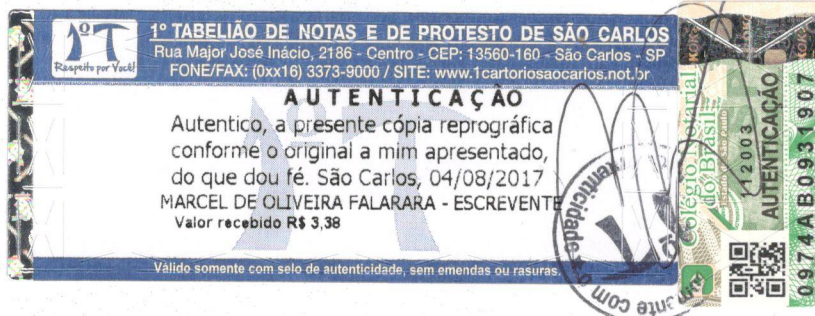 1º T
Respeito por Você!
1º TABELIÃO DE NOTAS E DE PROTESTO DE SÃO CARLOS
Rua Major José Inácio, 2186 - Centro - CEP: 13560-160 - São Carlos - SP
FONE/FAX: (0xx16) 3373-9000 / SITE: www.1cartoriosaocarlos.not.br
AUTENTICAÇÃO
Autentico, a presente cópia reprográfica
conforme o original a mim apresentado,
do que dou fé. São Carlos, 04/08/2017
MARCEL DE OLIVEIRA FALARARA - ESCREVENTE
Valor recebido R$ 3,38
Válido somente com selo de autenticidade, sem emendas ou rasuras.
Colégio Notarial
do Brasil
Estado de São Paulo
112003
AUTENTICAÇÃO
0974AB0931907